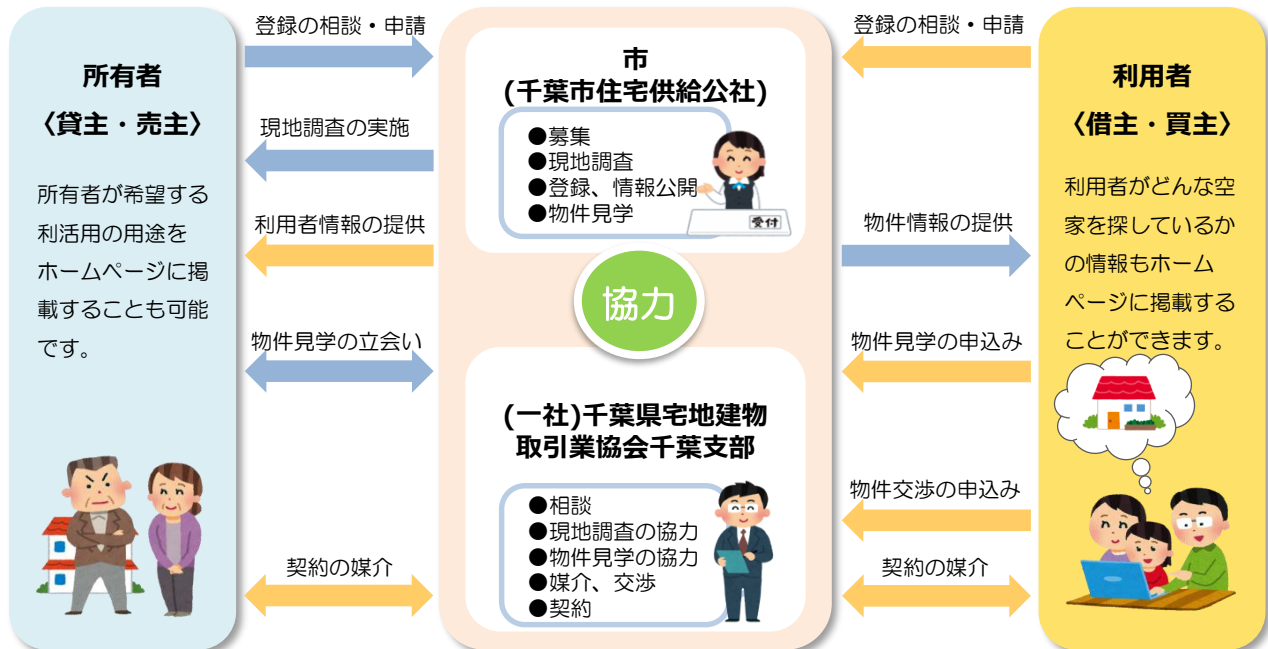 所有者
〈貸主・売主〉
所有者が希望する
利活用の用途を
ホームページに掲
載することも可能
です。
登録の相談・申請
現地調査の実施
利用者情報の提供
物件見学の立会い
契約の媒介
市
(千葉市住宅供給公社)
●募集
●現地調査
●登録、情報公開
●物件見学
受付
協力
(一社)千葉県宅地建物
取引業協会千葉支部
●相談
●現地調査の協力
●物件見学の協力
●媒介、交渉
●契約
登録の相談・申請
物件情報の提供
物件見学の申込み
物件交渉の申込み
契約の媒介
利用者
〈借主・買主〉
利用者がどんな空
家を探しているか
の情報もホーム
ページに掲載する
ことができます。